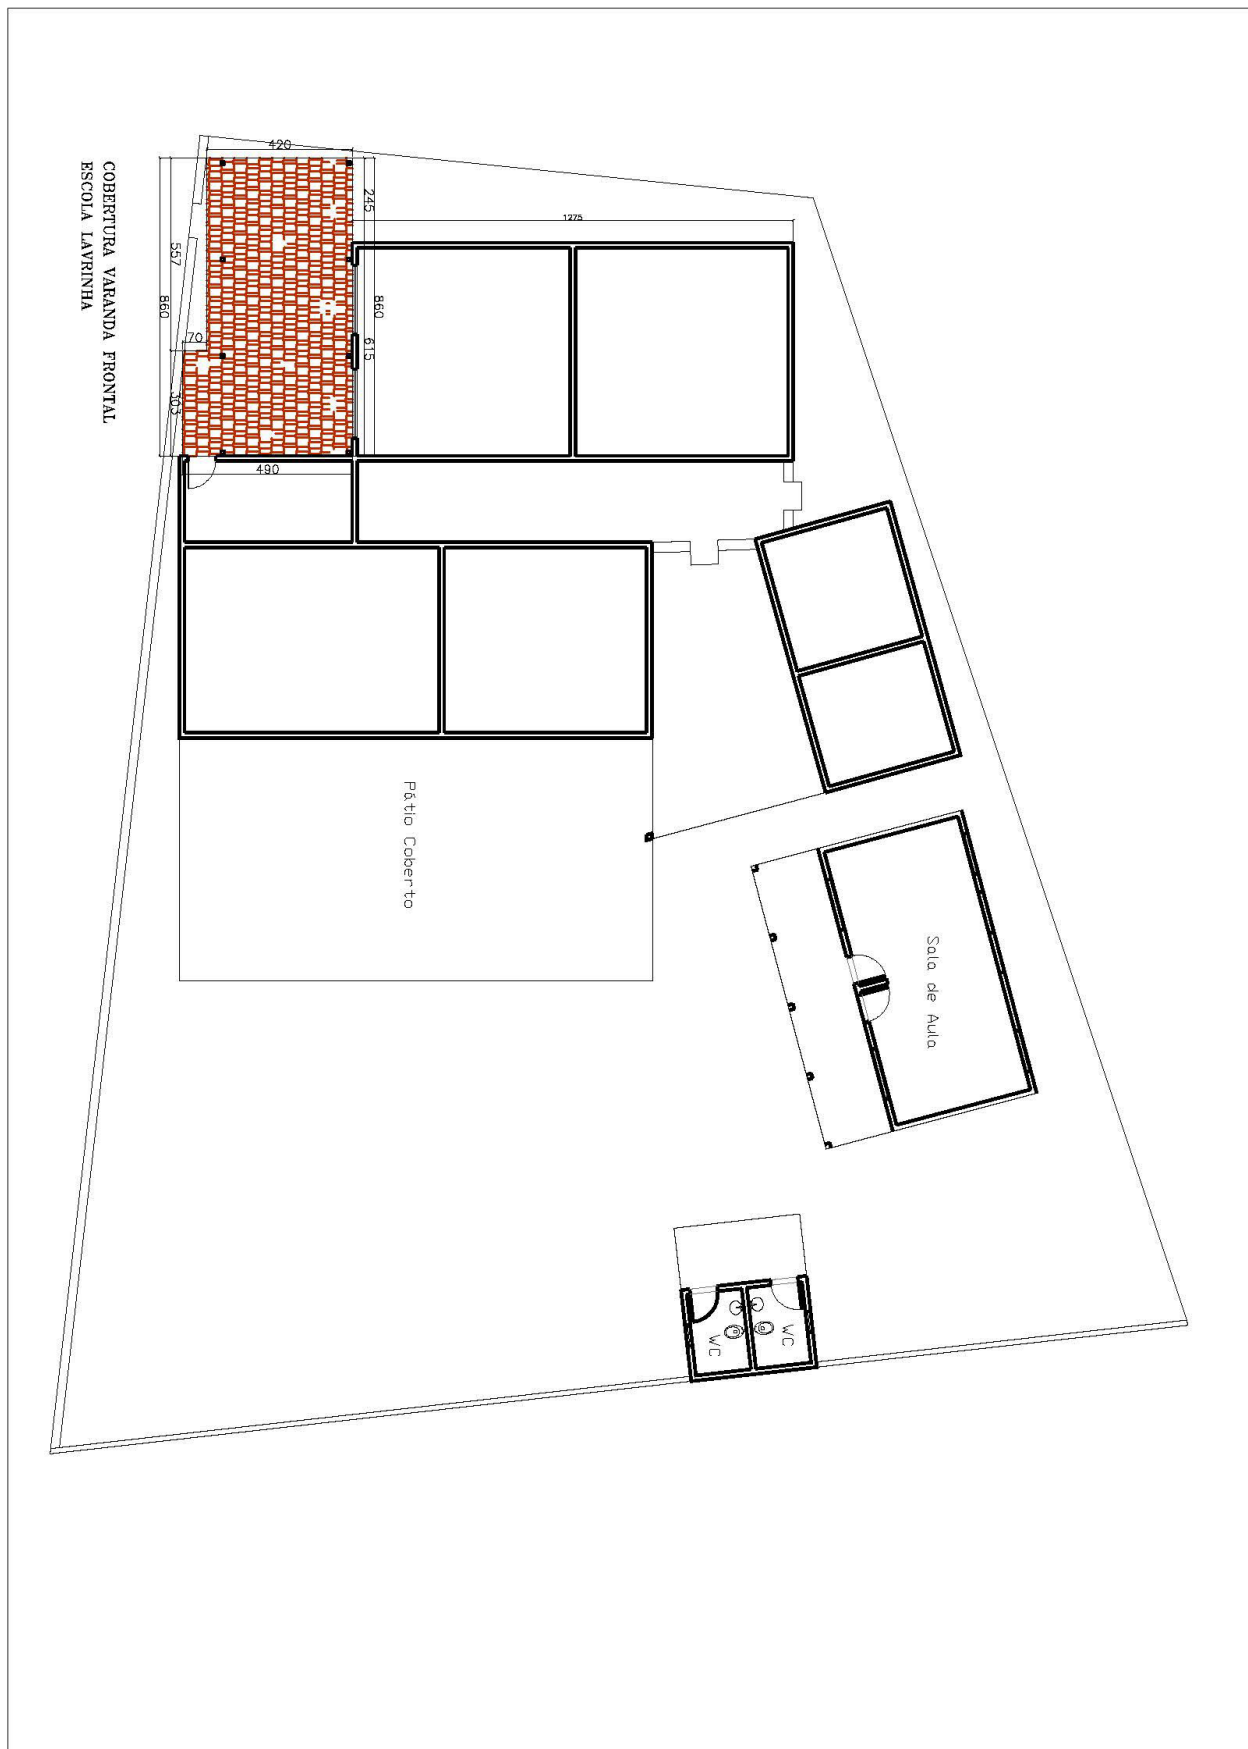 COBERTURA VARANDA FRONTAL
ESCOLA LAVRINHA
420
245
1275
557
860
860
615
70
303
490
Pátio Coberto
Sala de Aula
WC
WC